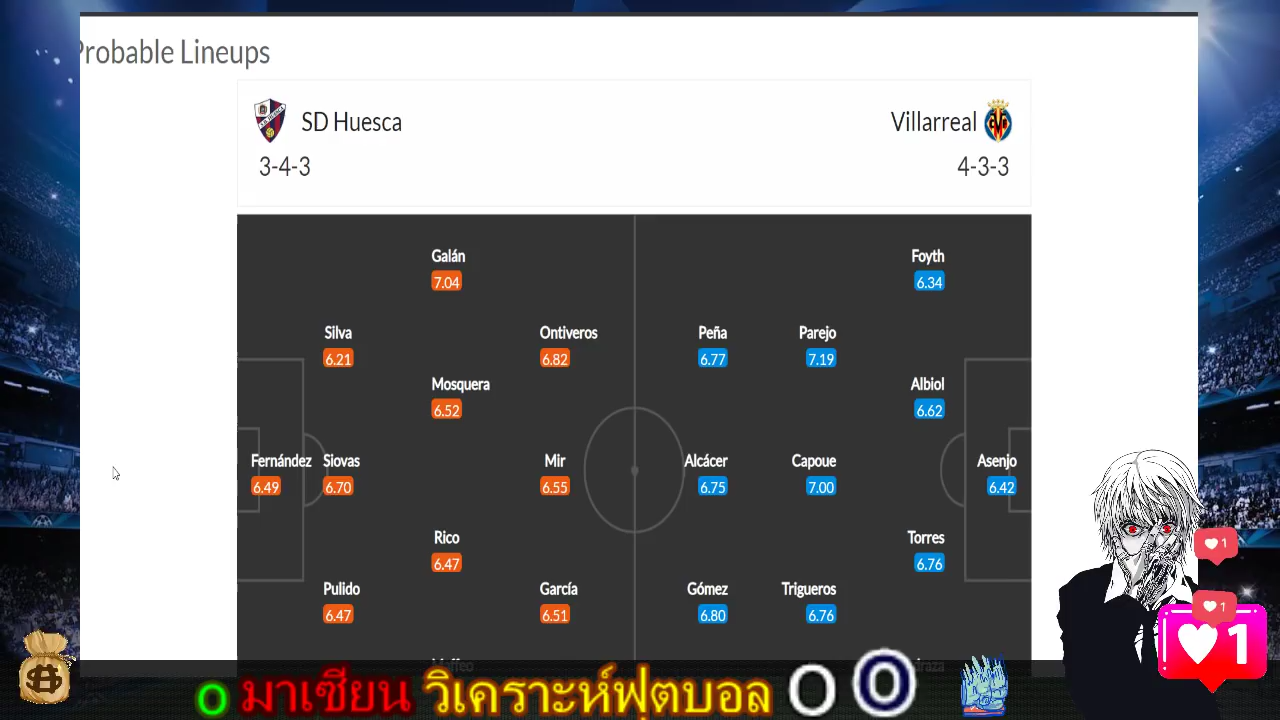 Probable Lineups
SD Huesca
Villarreal
3-4-3
4-3-3
Galán
7.04
Foyth
6.34
Silva
6.21
Ontiveros
6.82
Peña
6.77
Parejo
7.19
Mosquera
6.52
Albiol
6.62
Fernández
6.49
Siovas
6.70
Mir
6.55
Alcácer
6.75
Capoue
7.00
Asenjo
6.42
Rico
6.47
Torres
6.76
Pulido
6.47
García
6.51
Gómez
6.80
Trigueros
6.76
Maffeo
1
1
1
มาเซียน วิเคราะห์ฟุตบอล